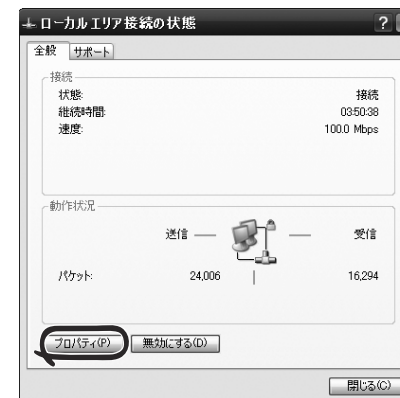 ローカル エリア接続の状態 ?
全般 サポート
接続
状態: 接続
継続時間: 03:50:38
速度: 100.0 Mbps
動作状況
送信 — — 受信
パケット: 24,006 | 16,294
プロパティ(P) 無効にする(D)
閉じる(C)